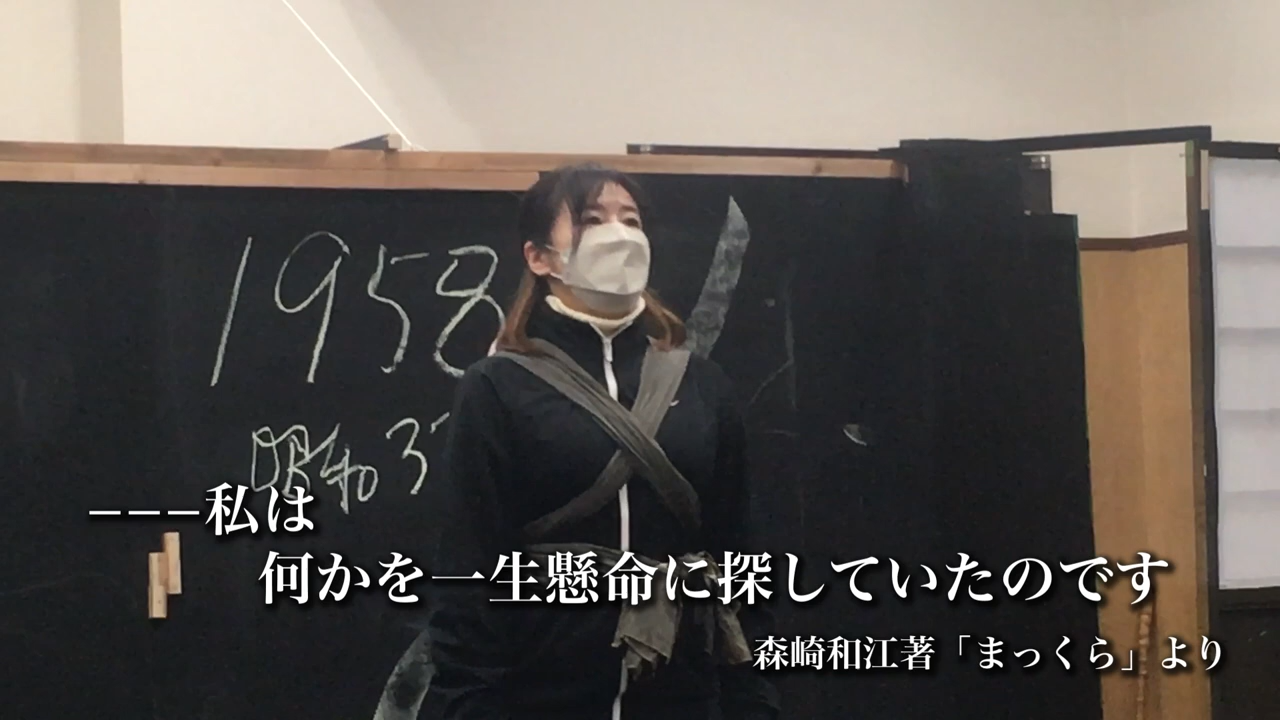 1958
昭和3
———私は
何かを一生懸命に探していたのです
森崎和江著「まっくら」より